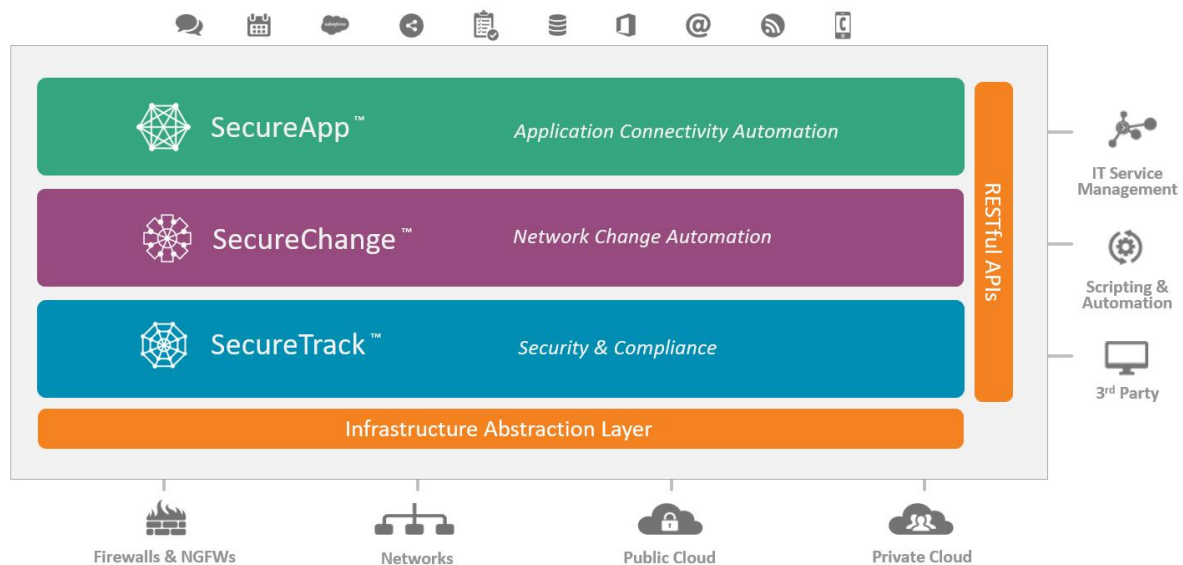 SecureApp™
Application Connectivity Automation
SecureChange™
Network Change Automation
SecureTrack™
Security & Compliance
Infrastructure Abstraction Layer
RESTful APIs
IT Service
Management
Scripting &
Automation
3rd Party
Firewalls & NGFWs
Networks
Public Cloud
Private Cloud